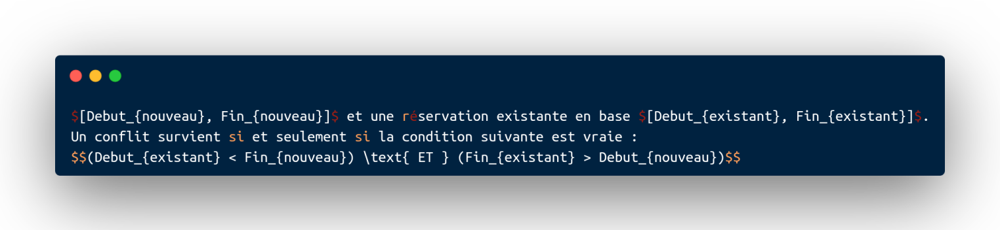 $[Debut_{nouveau}, Fin_{nouveau}]$ et une réservation existante en base $[Debut_{existant}, Fin_{existant}]$.
Un conflit survient si et seulement si la condition suivante est vraie :
$$(Debut_{existant} < Fin_{nouveau}) \text{ ET } (Fin_{existant} > Debut_{nouveau})$$